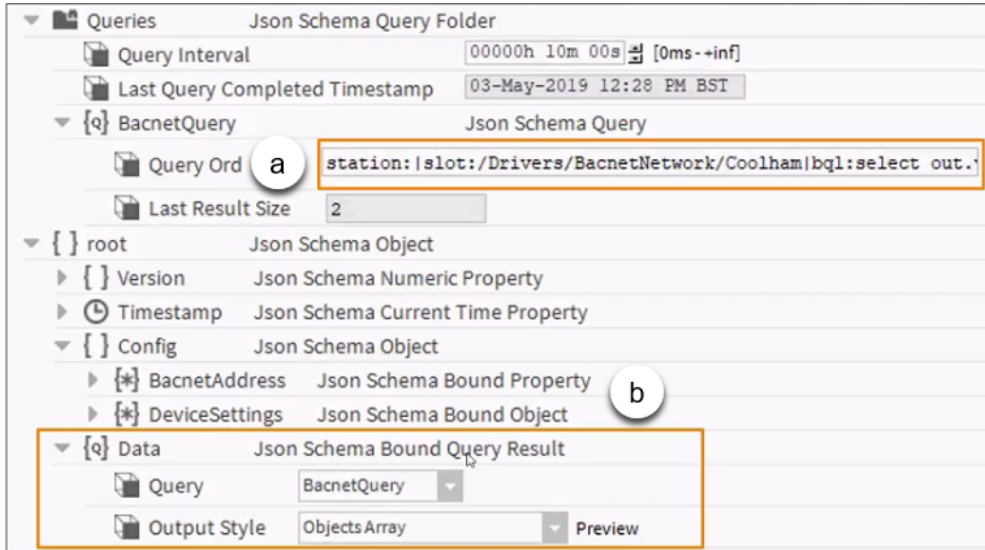 Queries Json Schema Query Folder
Query Interval 00000h 10m 00s [0ms-+inf]
Last Query Completed Timestamp 03-May-2019 12:28 PM BST
{q} BacnetQuery Json Schema Query
Query Ord a station:|slot:/Drivers/BacnetNetwork/Coolham|bql:select out.
Last Result Size 2
{ } root Json Schema Object
{ } Version Json Schema Numeric Property
Timestamp Json Schema Current Time Property
{ } Config Json Schema Object
{*} BacnetAddress Json Schema Bound Property
b
{*} DeviceSettings Json Schema Bound Object
{q} Data Json Schema Bound Query Result
Query BacnetQuery
Output Style Objects Array Preview